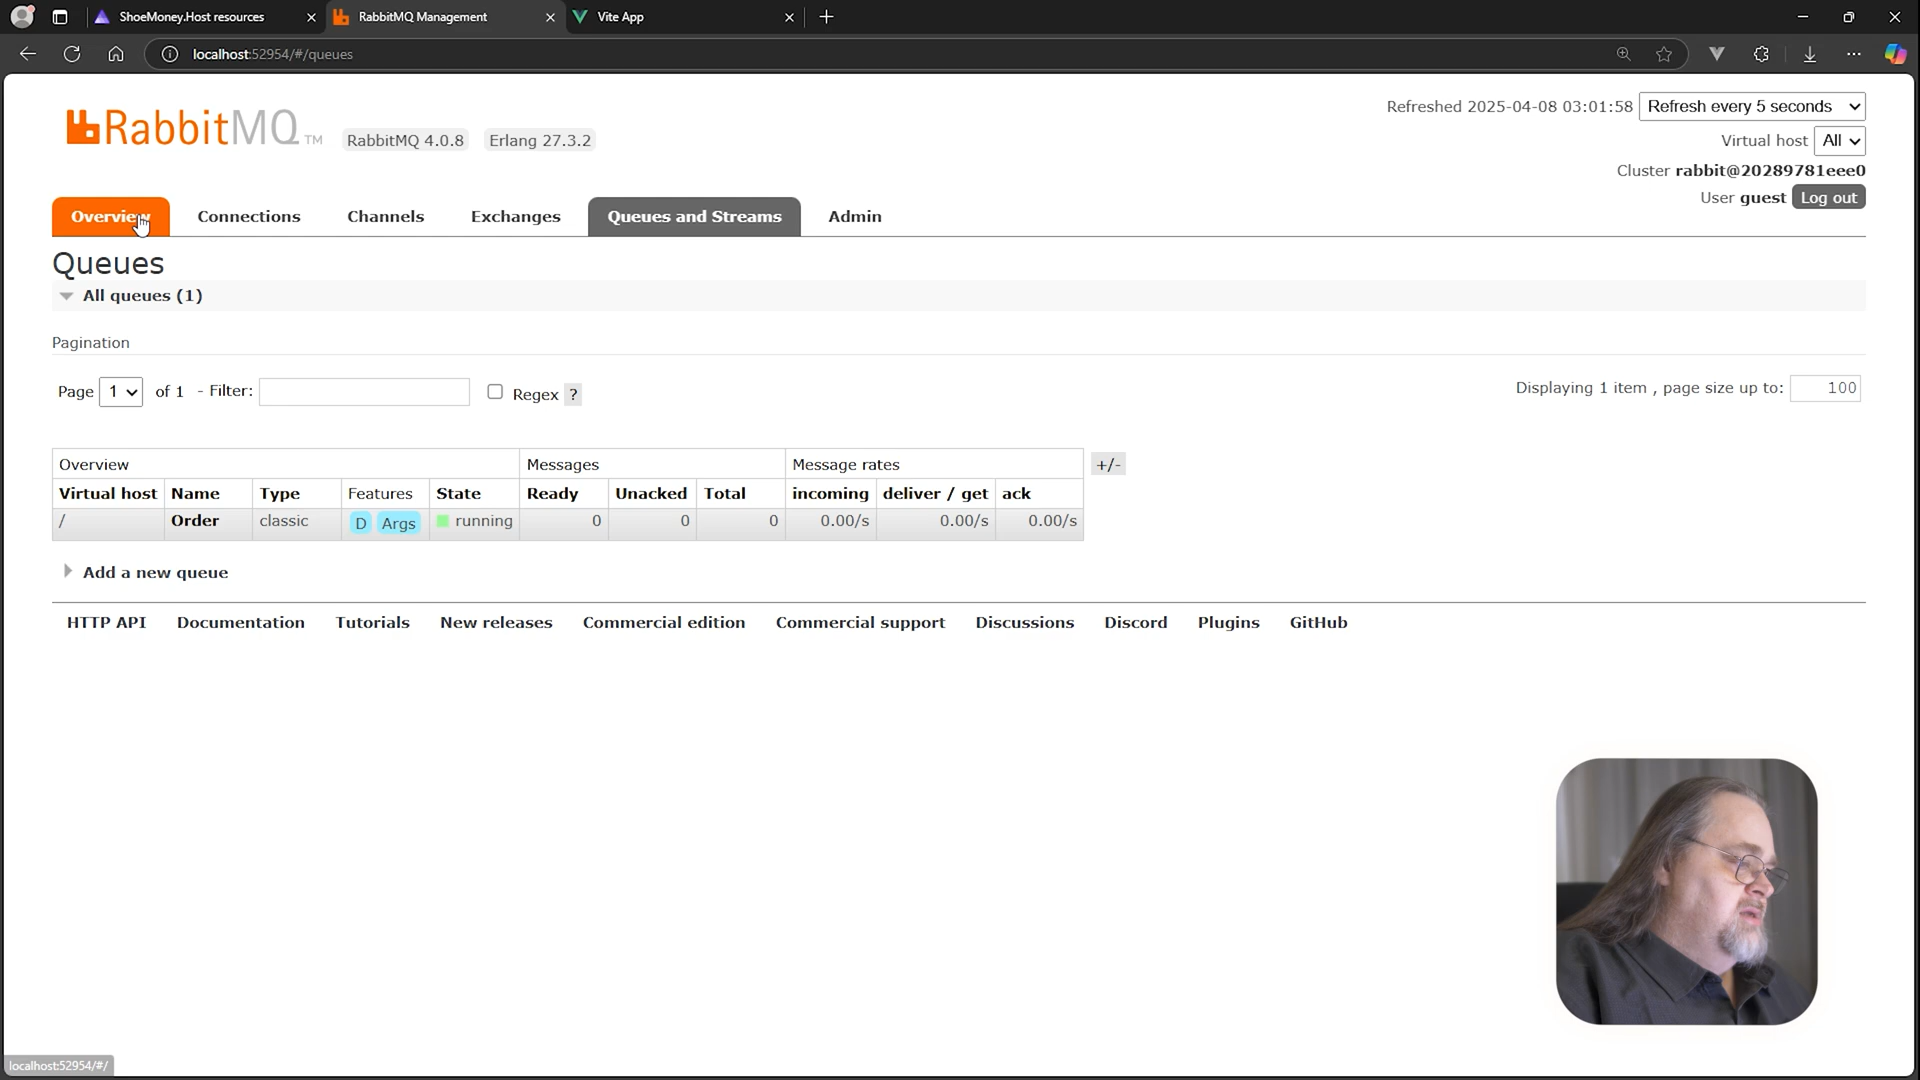 ShoeMoney.Host resources
RabbitMQ Management
Vite App
localhost:52954/#/queues
RabbitMQ TM
RabbitMQ 4.0.8
Erlang 27.3.2
Refreshed 2025-04-08 03:01:58
Refresh every 5 seconds
Virtual host All
Cluster rabbit@20289781eee0
User guest Log out
Overview
Connections
Channels
Exchanges
Queues and Streams
Admin
Queues
All queues (1)
Pagination
Page 1 of 1 - Filter:
Regex ?
Displaying 1 item , page size up to: 100
Overview Messages Message rates +/-
Virtual host Name Type Features State Ready Unacked Total incoming deliver / get ack
/ Order classic D Args running 0 0 0 0.00/s 0.00/s 0.00/s
Add a new queue
HTTP API Documentation Tutorials New releases Commercial edition Commercial support Discussions Discord Plugins GitHub
localhost:52954/#/